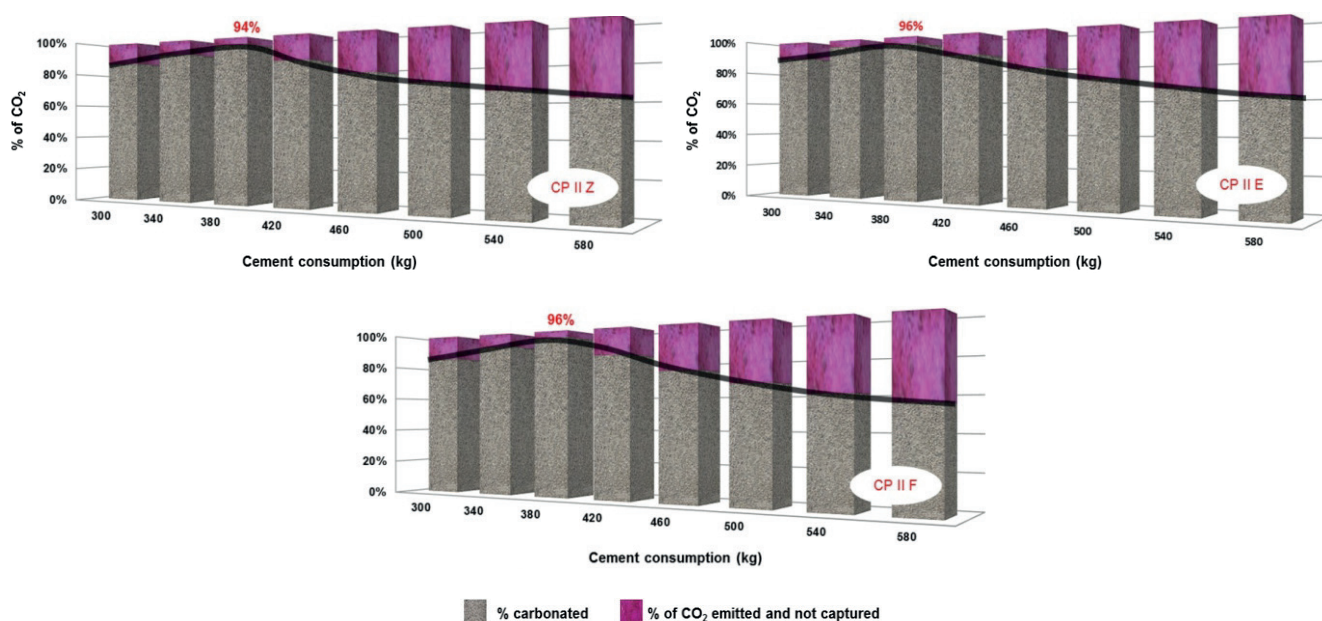 94%
% of CO₂
100%
80%
60%
40%
20%
0%
300 340 380 420 460 500 540 580
CP II Z
Cement consumption (kg)
96%
% of CO₂
100%
80%
60%
40%
20%
0%
300 340 380 420 460 500 540 580
CP II E
Cement consumption (kg)
96%
100%
80%
60%
40%
20%
0%
300 340 380 420 460 500 540 580
CP II F
Cement consumption (kg)
% carbonated % of CO₂ emitted and not captured